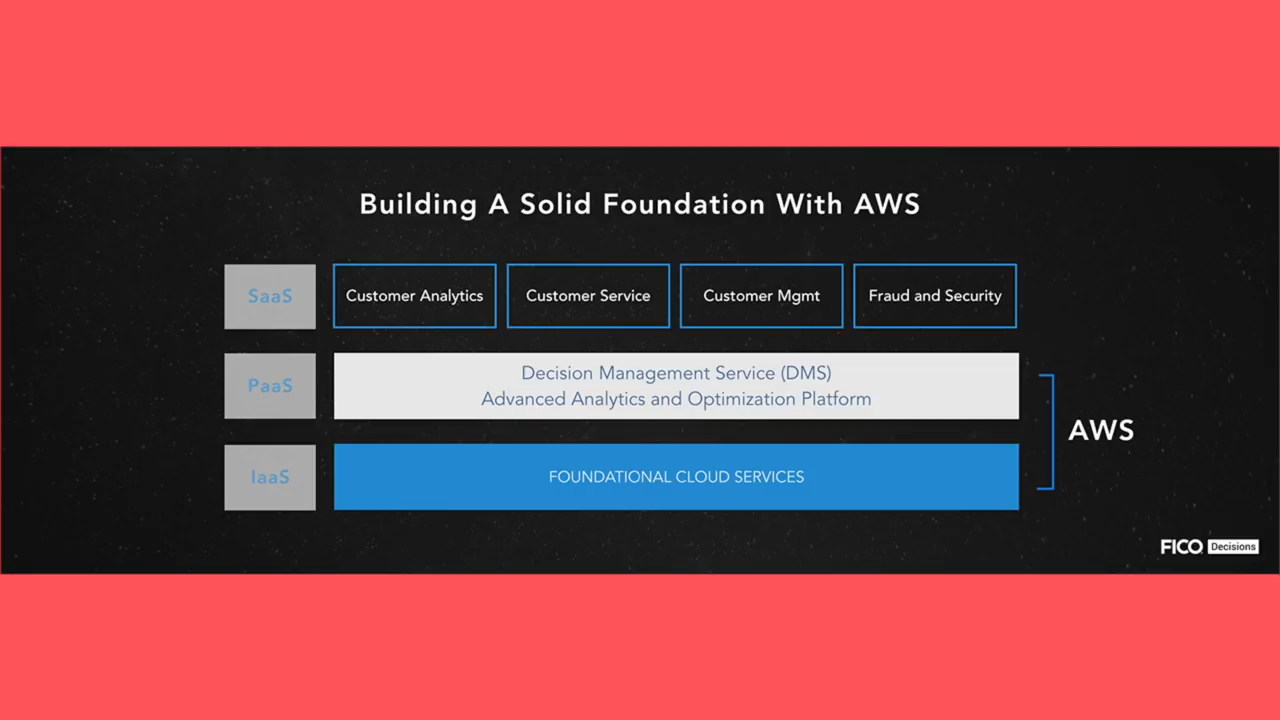 Building A Solid Foundation With AWS
SaaS
Customer Analytics
Customer Service
Customer Mgmt
Fraud and Security
PaaS
Decision Management Service (DMS)
Advanced Analytics and Optimization Platform
AWS
IaaS
FOUNDATIONAL CLOUD SERVICES
FICO Decisions